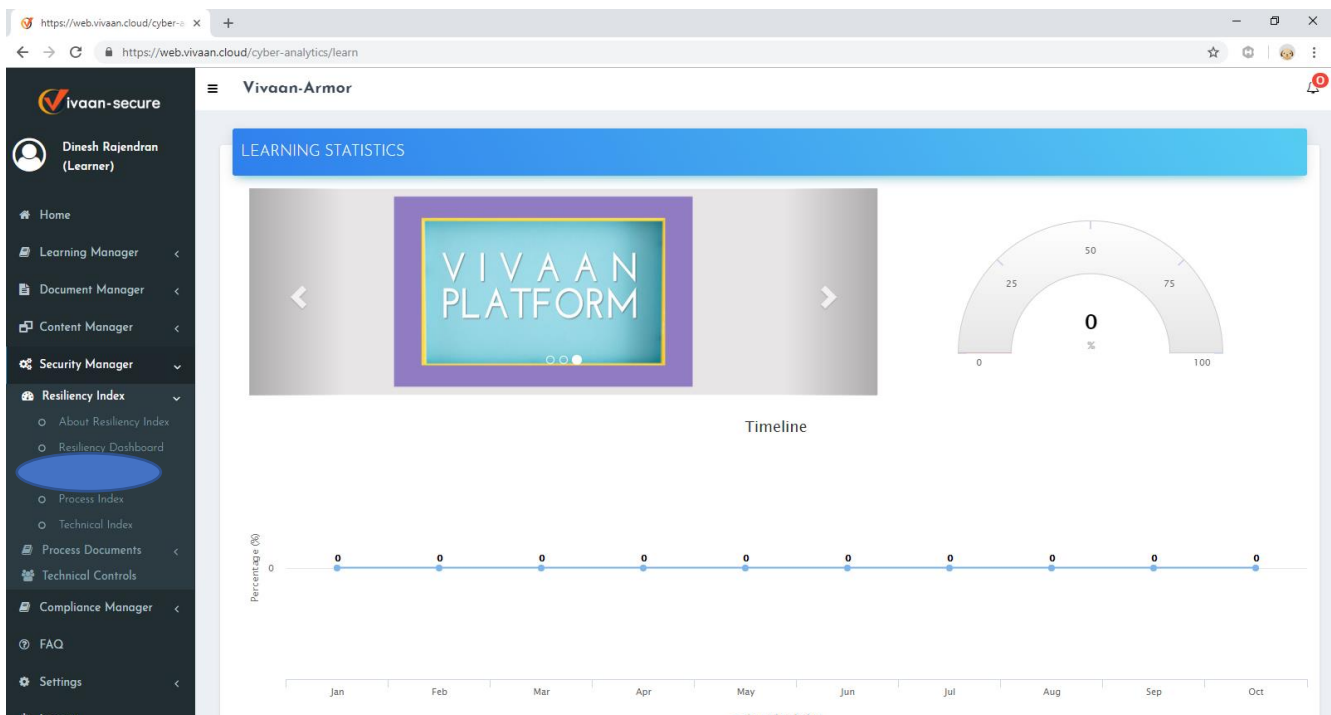 https://web.vivaan.cloud/cyber-a
https://web.vivaan.cloud/cyber-analytics/learn
ivaan-secure
Vivaan-Armor
0
Dinesh Rajendran
(Learner)
Home
Learning Manager
Document Manager
Content Manager
Security Manager
Resiliency Index
About Resiliency Index
Resiliency Dashboard
Process Index
Technical Index
Process Documents
Technical Controls
Compliance Manager
FAQ
Settings
LEARNING STATISTICS
VIVAAN
PLATFORM
0
25
50
75
100
0
%
Timeline
Percentage (%)
0
0 0 0 0 0 0 0 0 0 0
Jan Feb Mar Apr May Jun Jul Aug Sep Oct